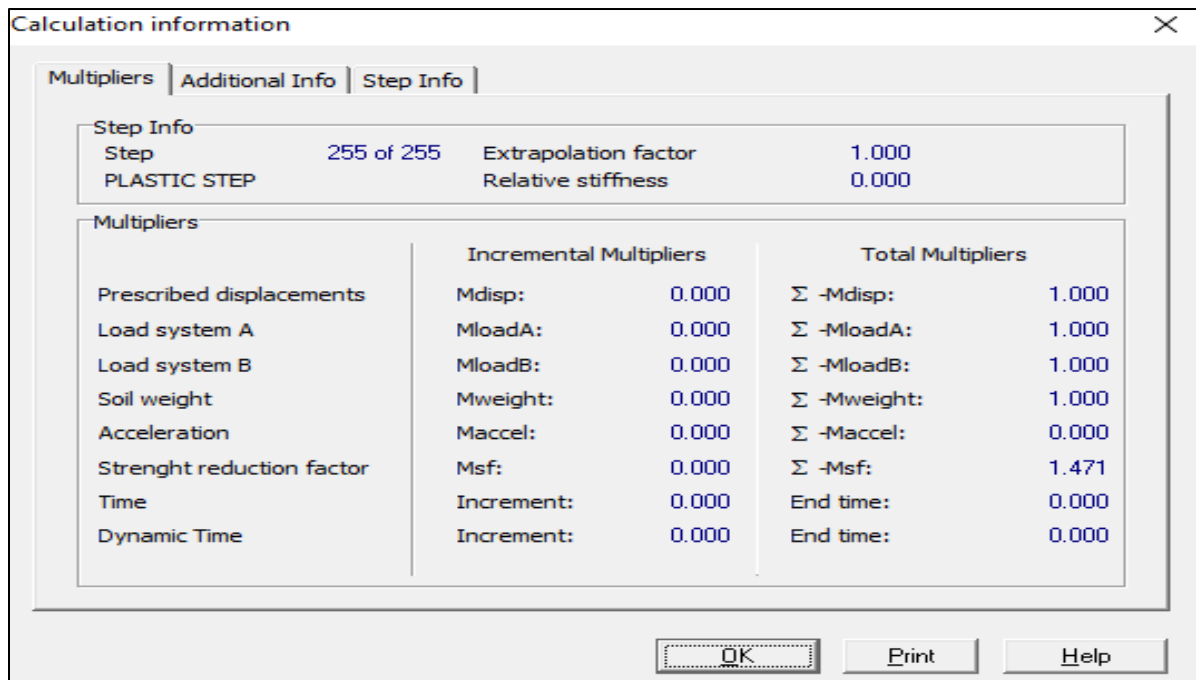 Calculation information
Multipliers Additional Info Step Info
Step Info
Step 255 of 255 Extrapolation factor 1.000
PLASTIC STEP Relative stiffness 0.000
Multipliers
Incremental Multipliers Total Multipliers
Prescribed displacements Mdisp: 0.000 Σ -Mdisp: 1.000
Load system A MloadA: 0.000 Σ -MloadA: 1.000
Load system B MloadB: 0.000 Σ -MloadB: 1.000
Soil weight Mweight: 0.000 Σ -Mweight: 1.000
Acceleration Maccel: 0.000 Σ -Maccel: 0.000
Strenght reduction factor Msf: 0.000 Σ -Msf: 1.471
Time Increment: 0.000 End time: 0.000
Dynamic Time Increment: 0.000 End time: 0.000
OK Print Help